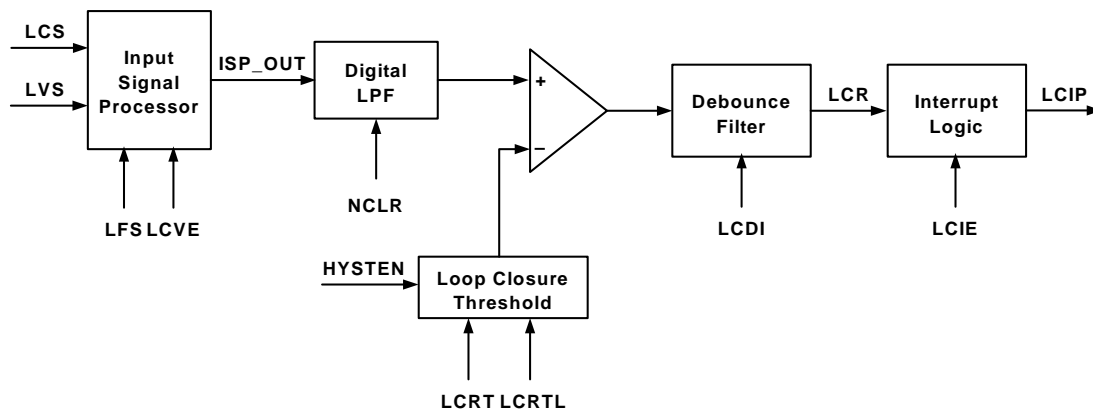 LCS
LVS
Input
Signal
Processor
ISP_OUT
Digital
LPF
+
−
Debounce
Filter
LCR
Interrupt
Logic
LCIP
LFS LCVE
NCLR
LCDI
LCIE
HYSTEN
Loop Closure
Threshold
LCRT LCRTL